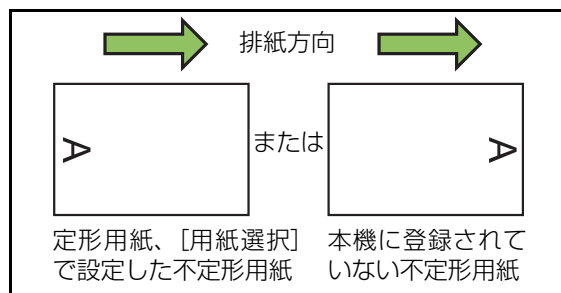 排紙方向
A
または
A
定形用紙、［用紙選択］
で設定した不定形用紙
本機に登録されて
いない不定形用紙